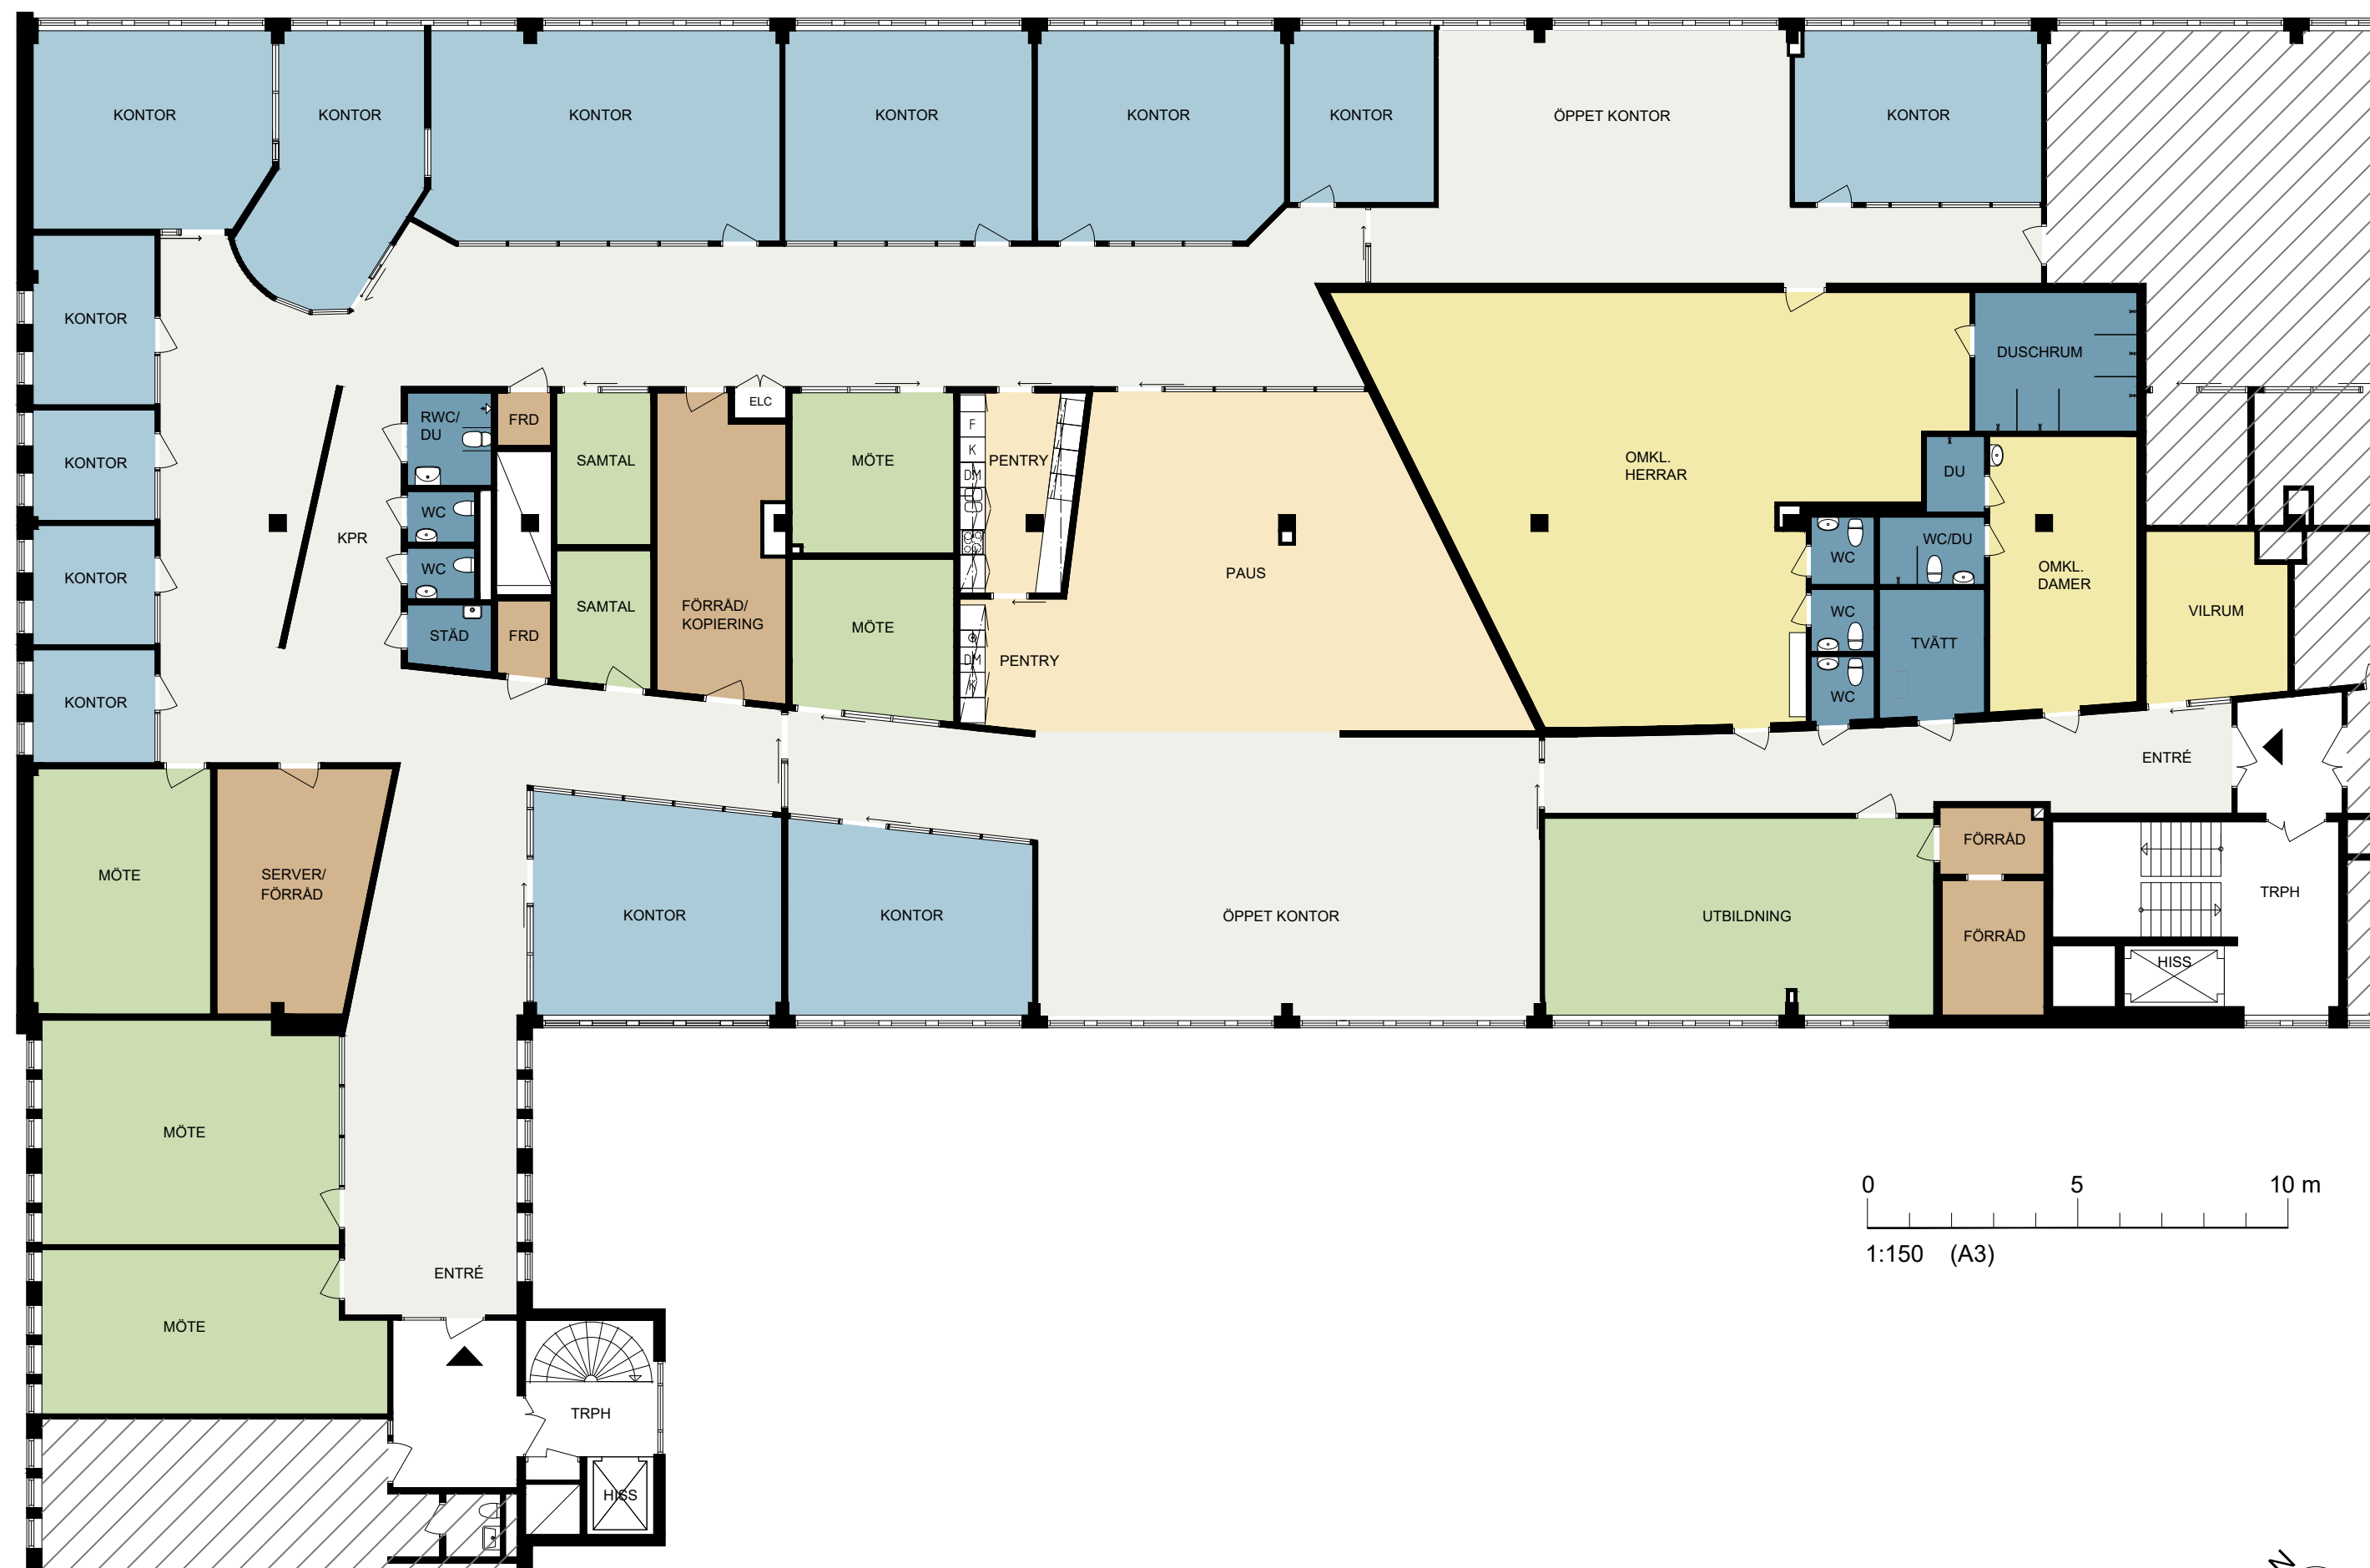 KONTOR
KONTOR
KONTOR
KONTOR
KONTOR
KONTOR
ÖPPET KONTOR
KONTOR
KONTOR
DUSCHRUM
ELC
RWC/
DU
FRD
F
K
DM
SAMTAL
MÖTE
PENTRY
OMKL.
HERRAR
DU
KONTOR
WC
KPR
WC
WC
WC/DU
KONTOR
PAUS
OMKL.
DAMER
SAMTAL
FÖRRÅD/
KOPIERING
MÖTE
WC
VILRUM
STÄD
FRD
TVÄTT
DM
K
PENTRY
WC
KONTOR
ENTRÉ
MÖTE
SERVER/
FÖRRÅD
FÖRRÅD
TRPH
KONTOR
KONTOR
ÖPPET KONTOR
UTBILDNING
FÖRRÅD
HISS
MÖTE
0 5 10 m
1:150 (A3)
ENTRÉ
MÖTE
TRPH
HISS
N